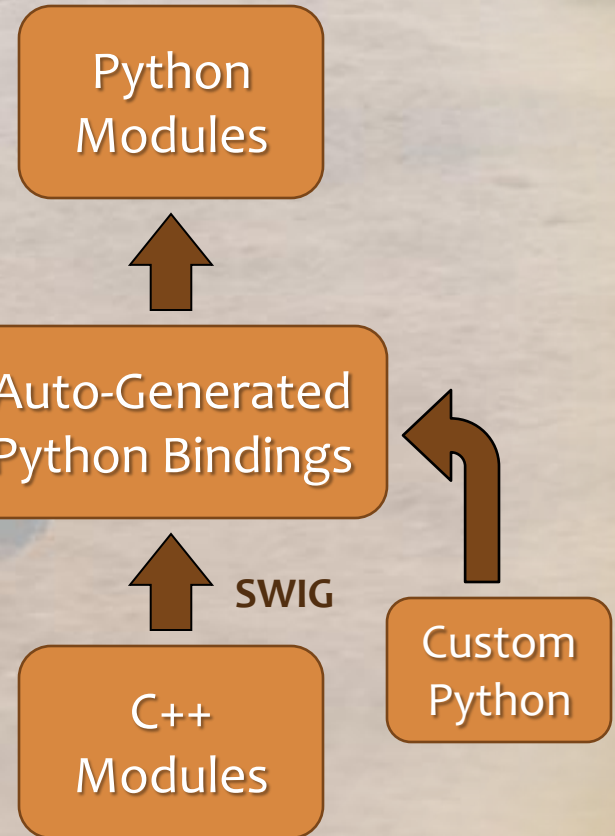 Python
Modules
Auto-Generated
Python Bindings
SWIG
Custom
Python
C++
Modules